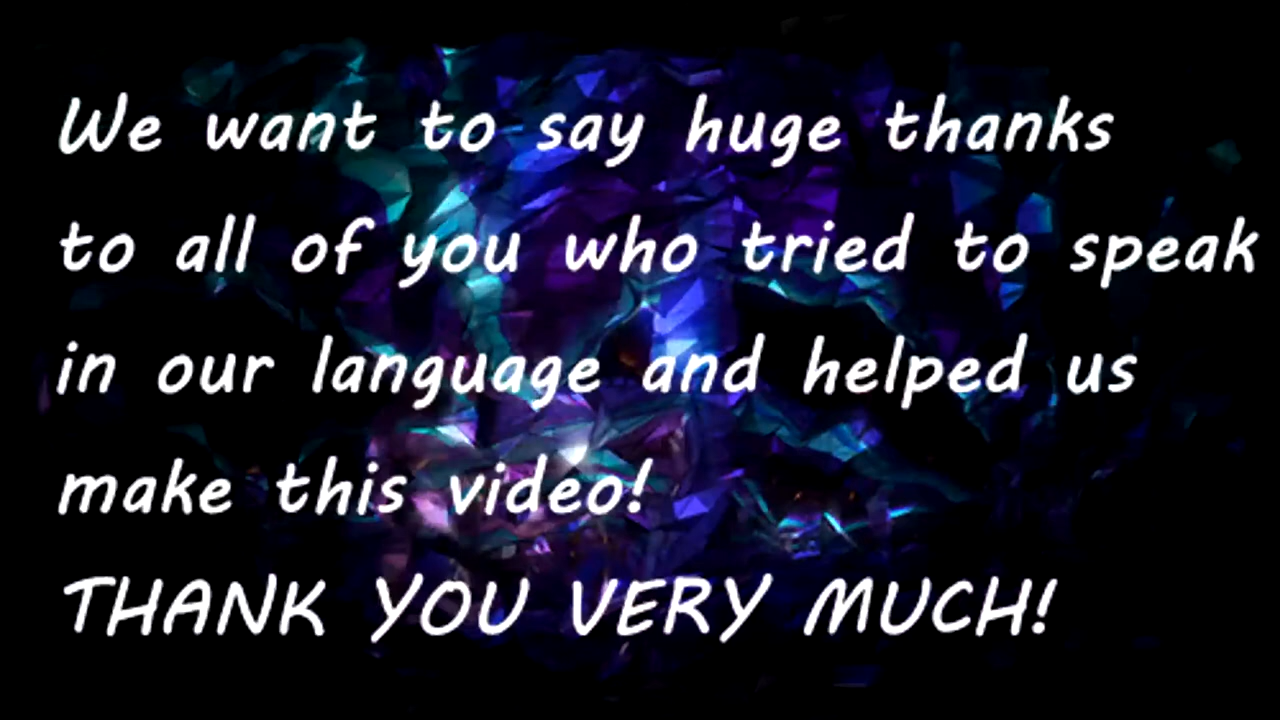 We want to say huge thanks
to all of you who tried to speak
in our language and helped us
make this video!
THANK YOU VERY MUCH!